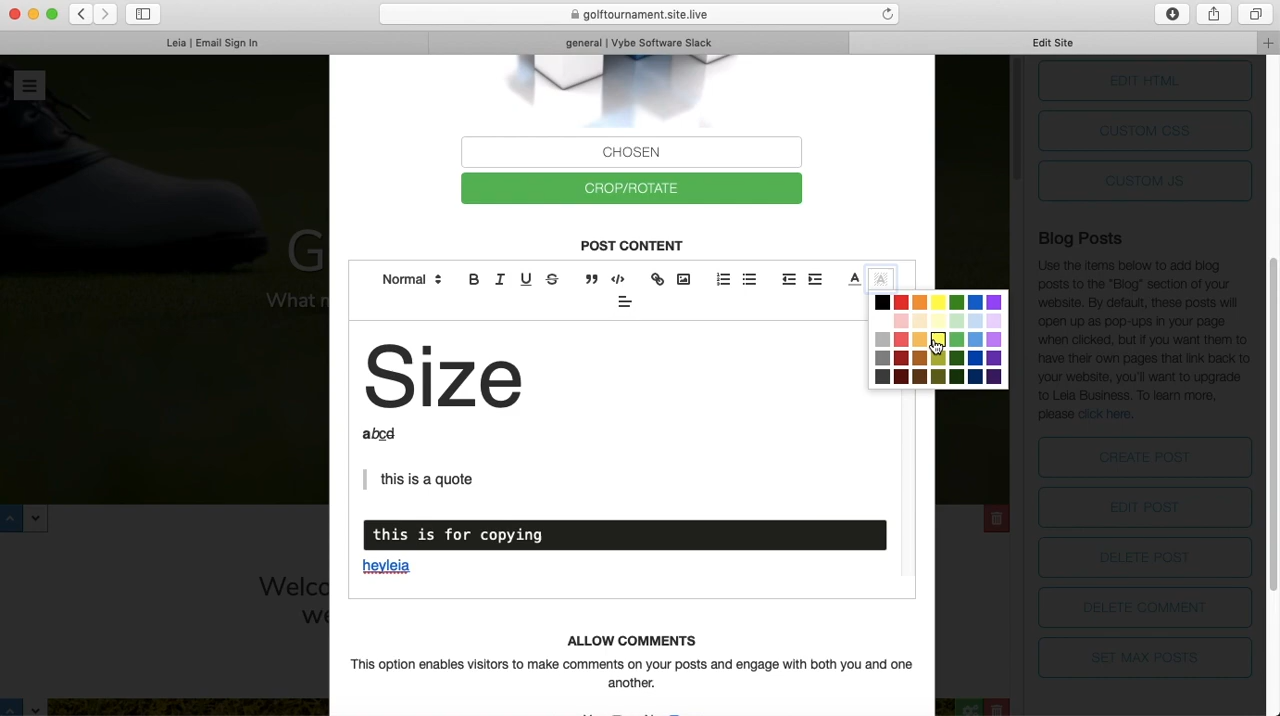 golftournament.site.live
Leia | Email Sign In
general | Vybe Software Slack
Edit Site
EDIT HTML
CUSTOM CSS
CUSTOM JS
CHOSEN
CROP/ROTATE
POST CONTENT
Normal B I U S A A
G
What m
Size
abcd
this is a quote
this is for copying
heyleia
Welco
we
ALLOW COMMENTS
This option enables visitors to make comments on your posts and engage with both you and one
another.
Blog Posts
Use the items below to add blog
posts to the "Blog" section of your
website. By default, these posts will
open up as pop-ups in your page
when clicked, but if you want them to
have their own pages that link back to
your website, you'll want to upgrade
to Leia Business. To learn more,
please click here.
CREATE POST
EDIT POST
DELETE POST
DELETE COMMENT
SET MAX POSTS